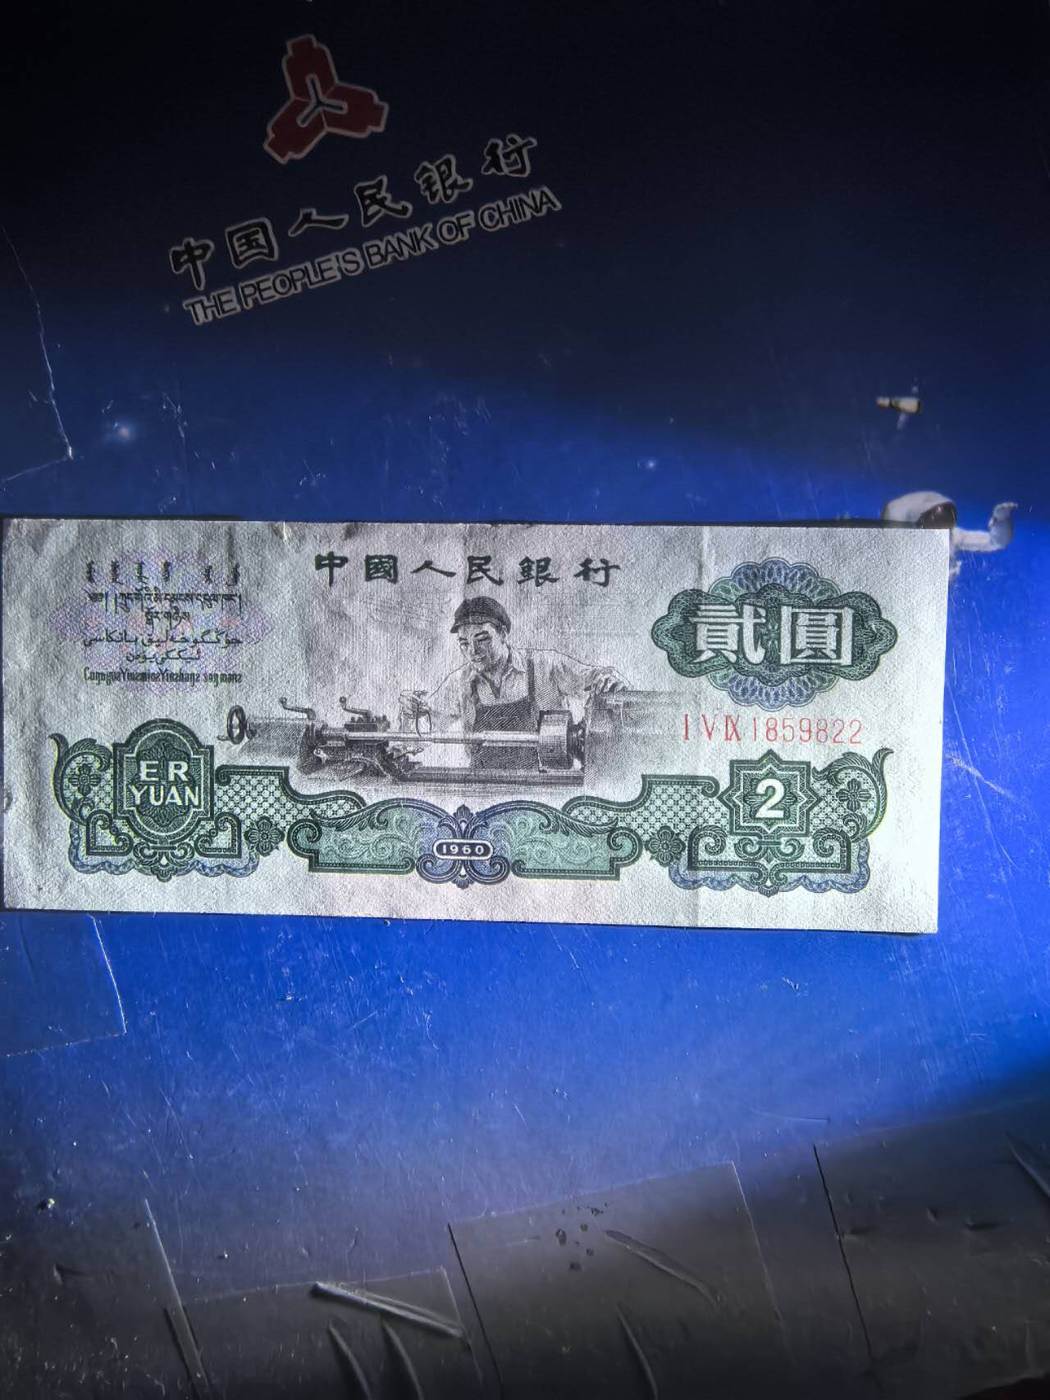 中国人民银行
THE PEOPLE'S BANK OF CHINA
中國人民銀行
貳圓
I V IX 1859822
ER
YUAN
2
1960